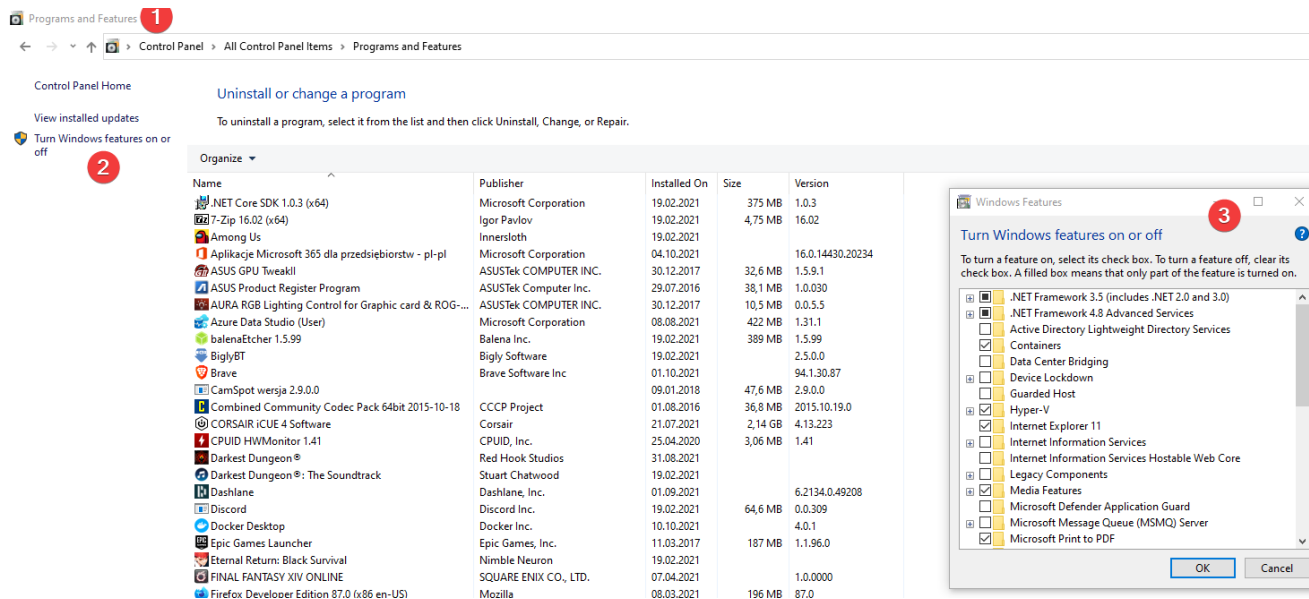 Programs and Features
1
Control Panel > All Control Panel Items > Programs and Features
Control Panel Home
View installed updates
Turn Windows features on or
off
2
Uninstall or change a program
To uninstall a program, select it from the list and then click Uninstall, Change, or Repair.
Organize
Name Publisher Installed On Size Version
.NET Core SDK 1.0.3 (x64) Microsoft Corporation 19.02.2021 375 MB 1.0.3
7-Zip 16.02 (x64) Igor Pavlov 19.02.2021 4,75 MB 16.02
Among Us Innersloth 19.02.2021
Aplikacje Microsoft 365 dla przedsiębiorstw - pl-pl Microsoft Corporation 04.10.2021 16.0.14430.20234
ASUS GPU TweakII ASUSTek COMPUTER INC. 30.12.2017 32,6 MB 1.5.9.1
ASUS Product Register Program ASUSTek Computer Inc. 29.07.2016 38,1 MB 1.0.030
AURA RGB Lighting Control for Graphic card & ROG-... ASUSTek COMPUTER INC. 30.12.2017 10,5 MB 0.0.5.5
Azure Data Studio (User) Microsoft Corporation 08.08.2021 422 MB 1.31.1
balenaEtcher 1.5.99 Balena Inc. 19.02.2021 389 MB 1.5.99
BiglyBT Bigly Software 19.02.2021 2.5.0.0
Brave Brave Software Inc 01.10.2021 94.1.30.87
CamSpot wersja 2.9.0.0 09.01.2018 47,6 MB 2.9.0.0
Combined Community Codec Pack 64bit 2015-10-18 CCCP Project 01.08.2016 36,8 MB 2015.10.19.0
CORSAIR iCUE 4 Software Corsair 21.07.2021 2,14 GB 4.13.223
CPUID HWMonitor 1.41 CPUID, Inc. 25.04.2020 3,06 MB 1.41
Darkest Dungeon® Red Hook Studios 31.08.2021
Darkest Dungeon®: The Soundtrack Stuart Chatwood 19.02.2021
Dashlane Dashlane, Inc. 01.09.2021 6.2134.0.49208
Discord Discord Inc. 19.02.2021 64,6 MB 0.0.309
Docker Desktop Docker Inc. 10.10.2021 4.0.1
Epic Games Launcher Epic Games, Inc. 11.03.2017 187 MB 1.1.96.0
Eternal Return: Black Survival Nimble Neuron 19.02.2021
FINAL FANTASY XIV ONLINE SQUARE ENIX CO., LTD. 07.04.2021 1.0.0000
Firefox Developer Edition 87.0 (x86 en-US) Mozilla 08.03.2021 196 MB 87.0
Windows Features
3
Turn Windows features on or off
To turn a feature on, select its check box. To turn a feature off, clear its
check box. A filled box means that only part of the feature is turned on.
.NET Framework 3.5 (includes .NET 2.0 and 3.0)
.NET Framework 4.8 Advanced Services
Active Directory Lightweight Directory Services
Containers
Data Center Bridging
Device Lockdown
Guarded Host
Hyper-V
Internet Explorer 11
Internet Information Services
Internet Information Services Hostable Web Core
Legacy Components
Media Features
Microsoft Defender Application Guard
Microsoft Message Queue (MSMQ) Server
Microsoft Print to PDF
OK Cancel